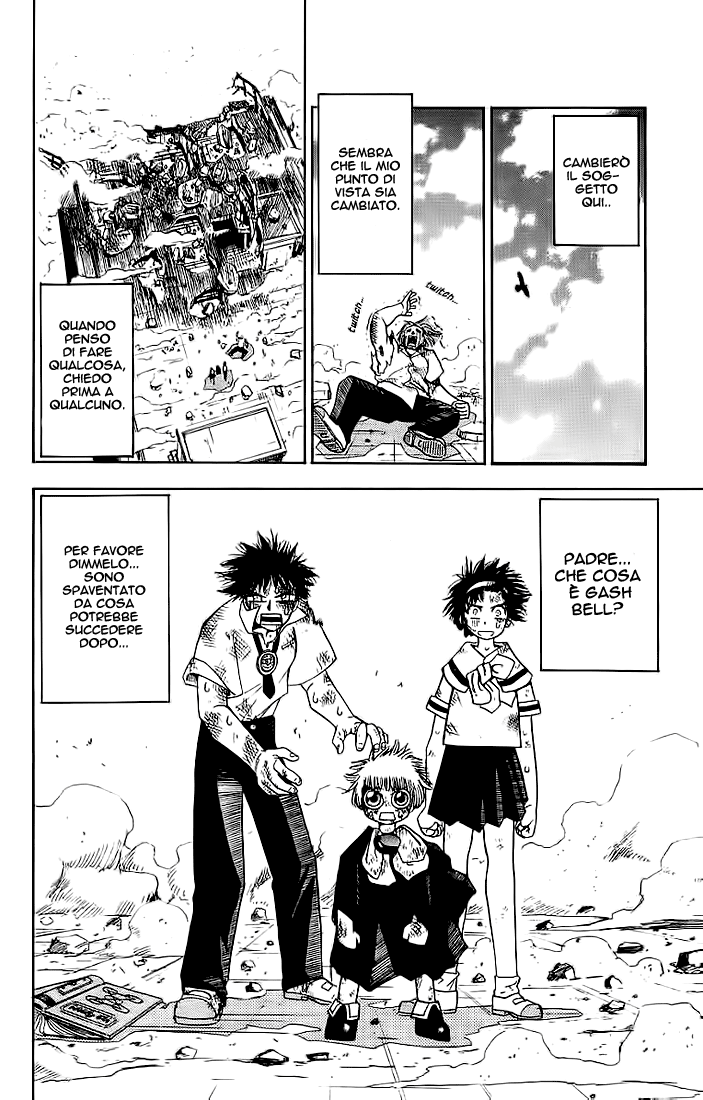 CAMBIERÒ
IL SOG-
GETTO
QUI..
SEMBRA
CHE IL MIO
PUNTO DI
VISTA SIA
CAMBIATO.
twitch..
twitch...
QUANDO
PENSO
DI FARE
QUALCOSA,
CHIEDO
PRIMA A
QUALCUNO.
PADRE...
CHE COSA
È GASH
BELL?
PER FAVORE
DIMMELO...
SONO
SPAVENTATO
DA COSA
POTREBBE
SUCCEDERE
DOPO...